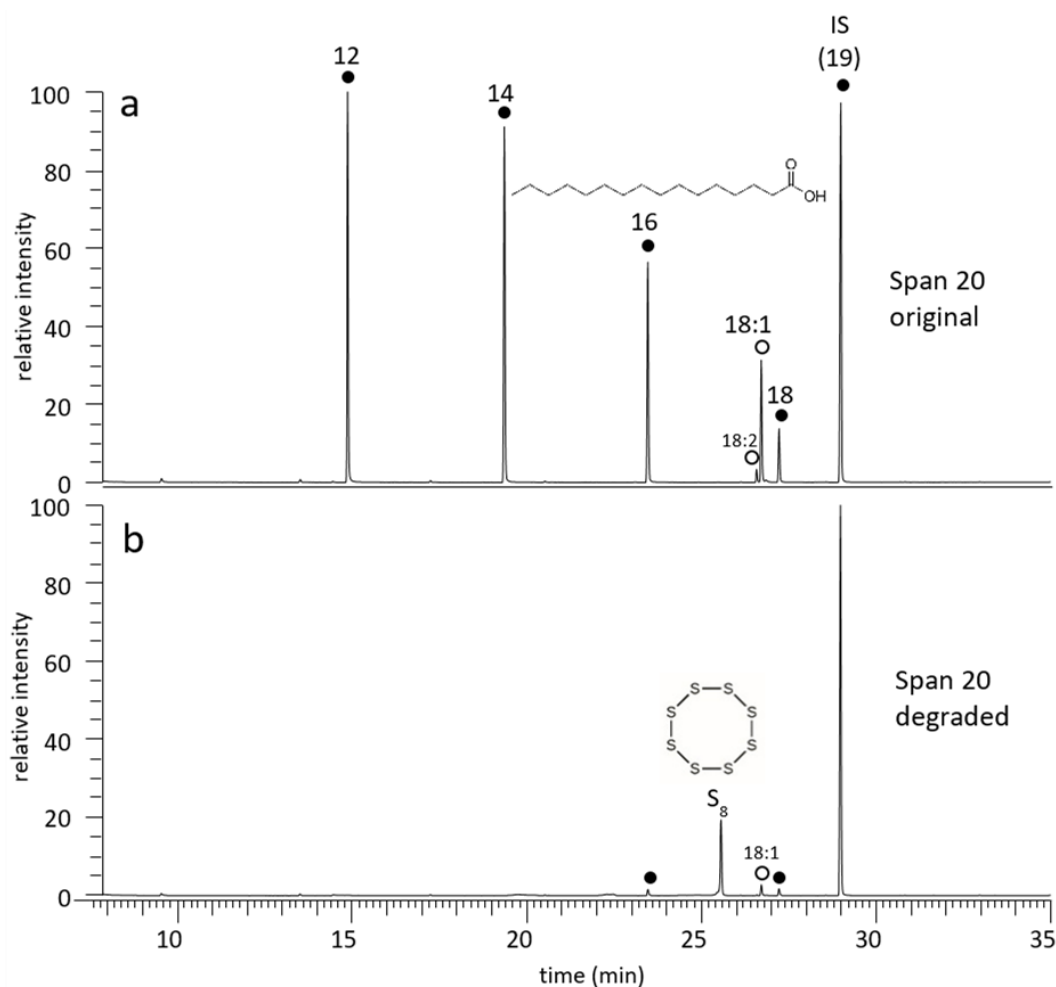 IS
(19)
12
14
a
O
OH
16
18:1
18
18:2
Span 20
original
100
80
60
40
20
0
relative intensity
b
100
80
60
40
20
0
relative intensity
S S
S S
S S
S S
S8
18:1
Span 20
degraded
10 15 20 25 30 35
time (min)